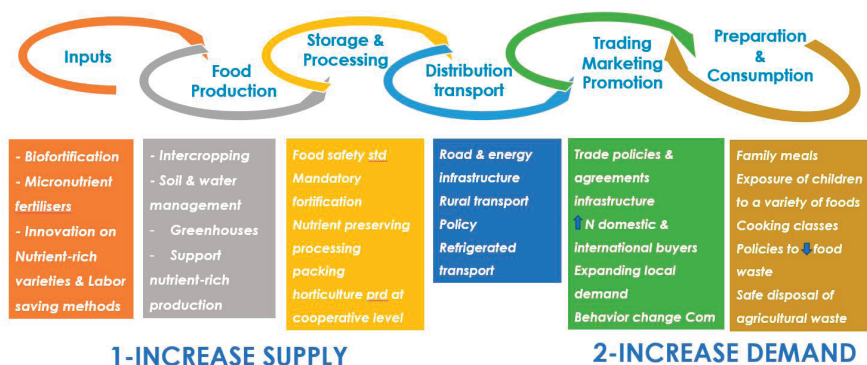 Inputs
Food
Production
Storage &
Processing
Distribution
transport
Trading
Marketing
Promotion
Preparation
&
Consumption
- Biofortification
- Micronutrient
fertilisers
- Innovation on
Nutrient-rich
varieties & Labor
saving methods
- Intercropping
- Soil & water
management
- Greenhouses
- Support
nutrient-rich
production
Food safety std
Mandatory
fortification
Nutrient preserving
processing
packing
horticulture prd at
cooperative level
Road & energy
infrastructure
Rural transport
Policy
Refrigerated
transport
Trade policies &
agreements
infrastructure
⬆N domestic &
international buyers
Expanding local
demand
Behavior change Com
Family meals
Exposure of children
to a variety of foods
Cooking classes
Policies to ⬇ food
waste
Safe disposal of
agricultural waste
1-INCREASE SUPPLY
2-INCREASE DEMAND